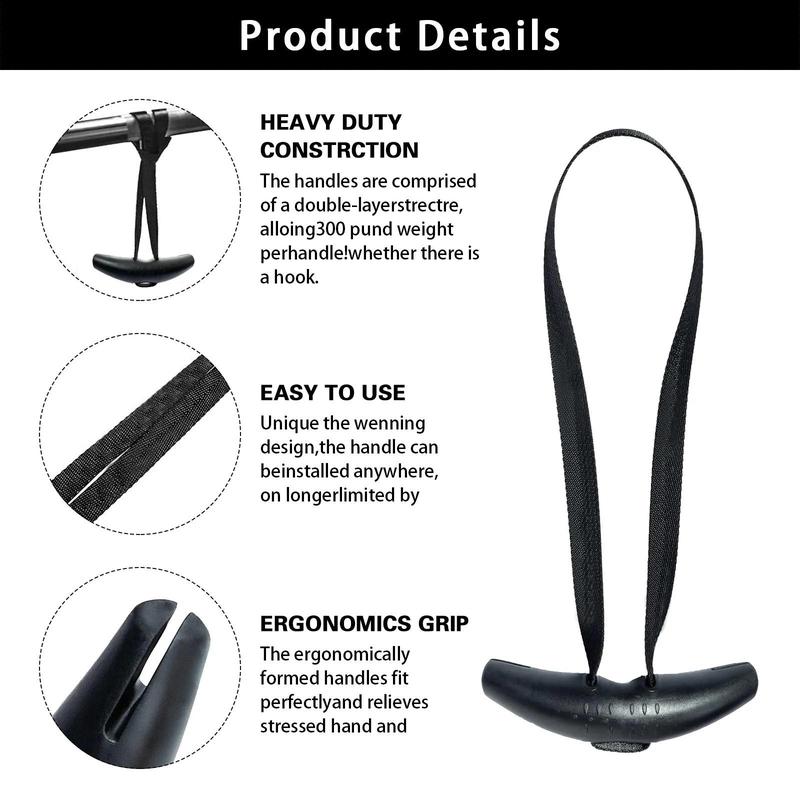 Product Details
HEAVY DUTY
CONSTRCTION
The handles are comprised
of a double-layerstrectre,
alloing300 pund weight
perhandle!whether there is
a hook.
EASY TO USE
Unique the wenning
design,the handle can
beinstalled anywhere,
on longerlimited by
ERGONOMICS GRIP
The ergonomically
formed handles fit
perfectlyand relieves
stressed hand and